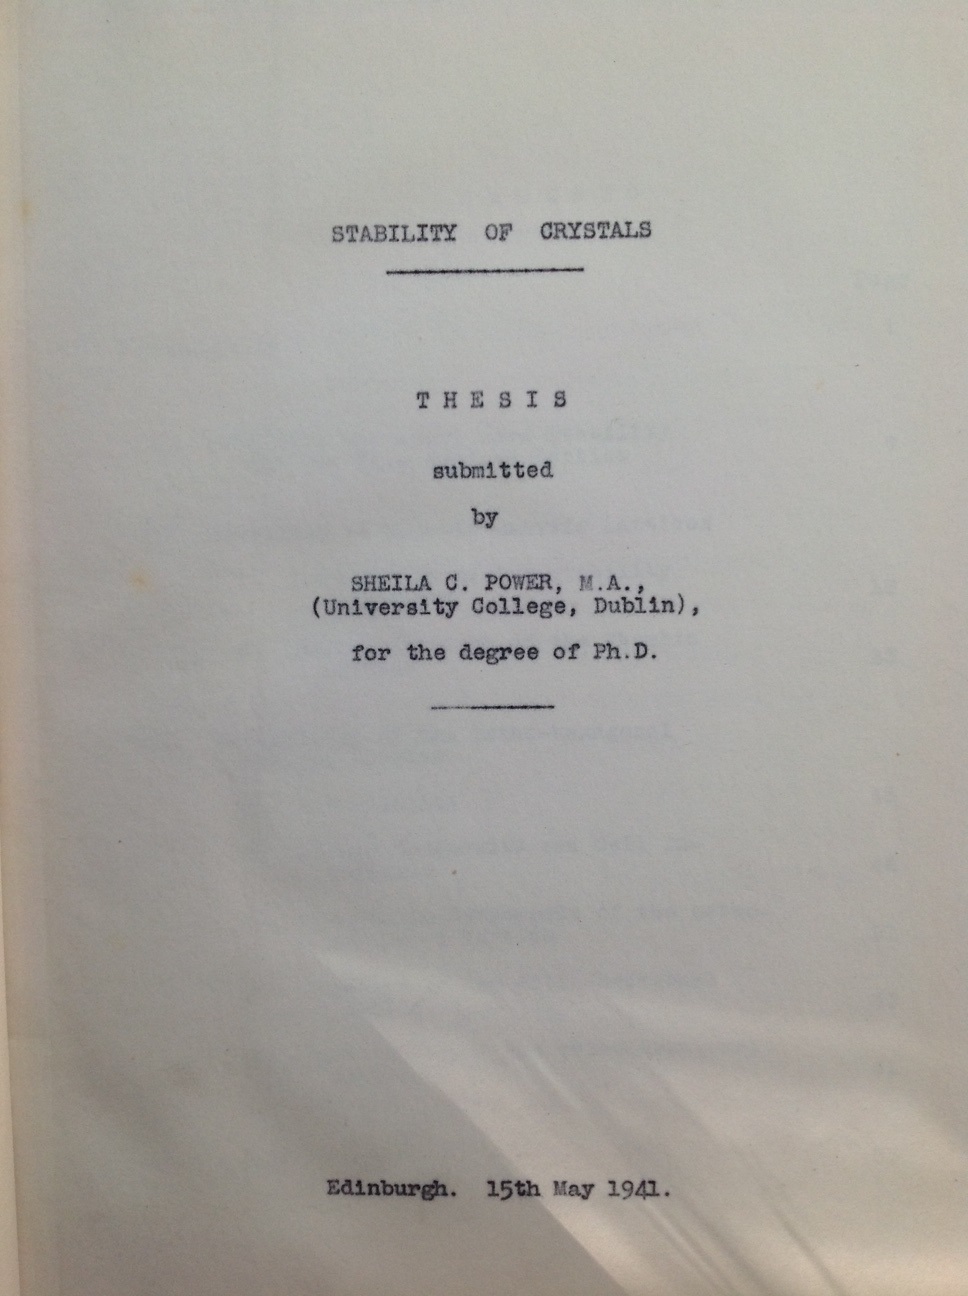 STABILITY OF CRYSTALS
T H E S I S
submitted
by
SHEILA C. POWER, M.A.,
(University College, Dublin),
for the degree of Ph.D.
Edinburgh. 15th May 1941.